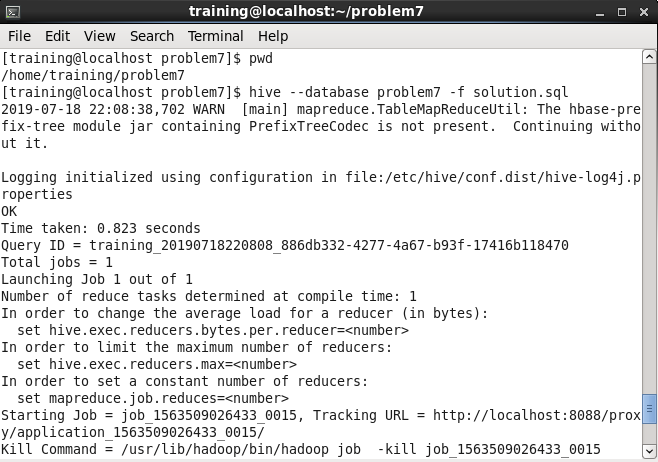 training@localhost:~/problem7
File Edit View Search Terminal Help
[training@localhost problem7]$ pwd
/home/training/problem7
[training@localhost problem7]$ hive --database problem7 -f solution.sql
2019-07-18 22:08:38,702 WARN  [main] mapreduce.TableMapReduceUtil: The hbase-pre
fix-tree module jar containing PrefixTreeCodec is not present.  Continuing witho
ut it.
Logging initialized using configuration in file:/etc/hive/conf.dist/hive-log4j.p
roperties
OK
Time taken: 0.823 seconds
Query ID = training_20190718220808_886db332-4277-4a67-b93f-17416b118470
Total jobs = 1
Launching Job 1 out of 1
Number of reduce tasks determined at compile time: 1
In order to change the average load for a reducer (in bytes):
  set hive.exec.reducers.bytes.per.reducer=<number>
In order to limit the maximum number of reducers:
  set hive.exec.reducers.max=<number>
In order to set a constant number of reducers:
  set mapreduce.job.reduces=<number>
Starting Job = job_1563509026433_0015, Tracking URL = http://localhost:8088/prox
y/application_1563509026433_0015/
Kill Command = /usr/lib/hadoop/bin/hadoop job  -kill job_1563509026433_0015